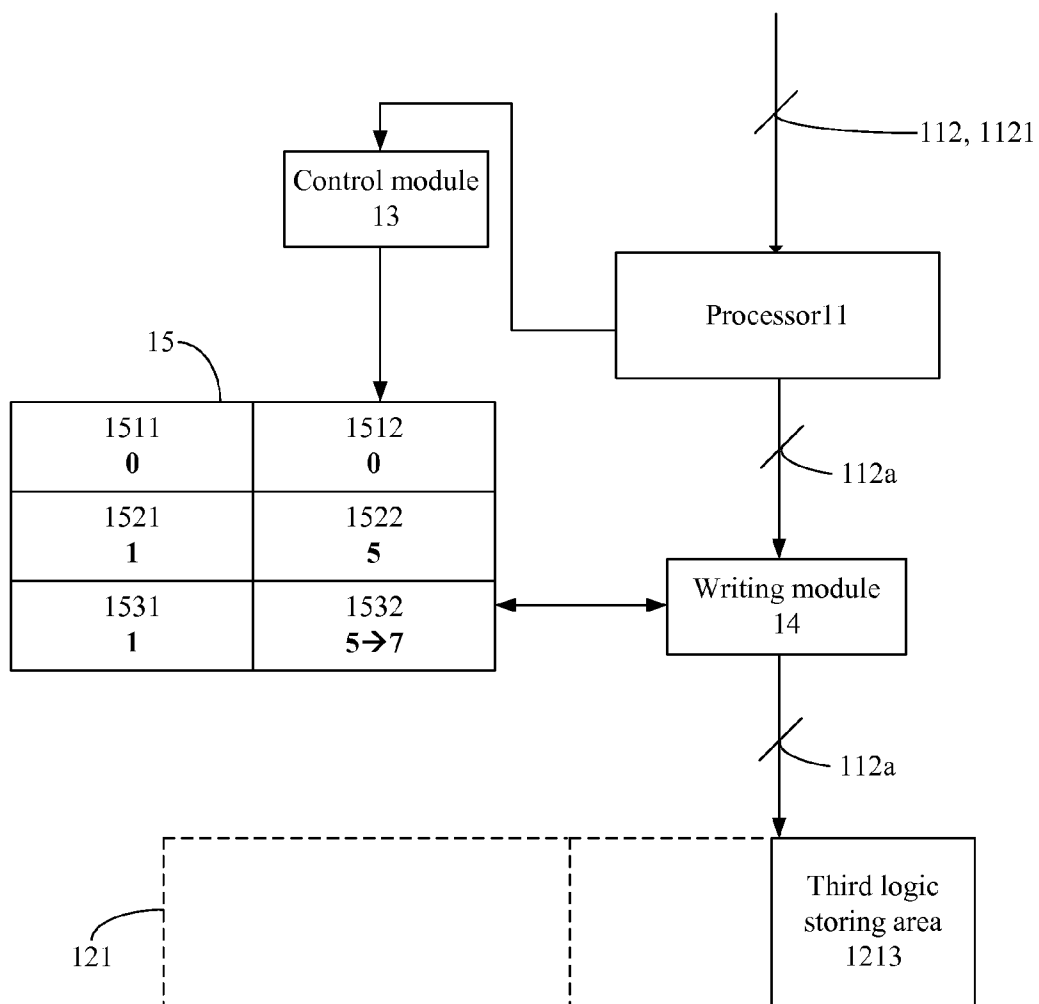 112, 1121
Control module
13
Processor11
15
1511
0
1512
0
112a
1521
1
1522
5
1531
1
1532
5→7
Writing module
14
112a
Third logic
storing area
1213
121